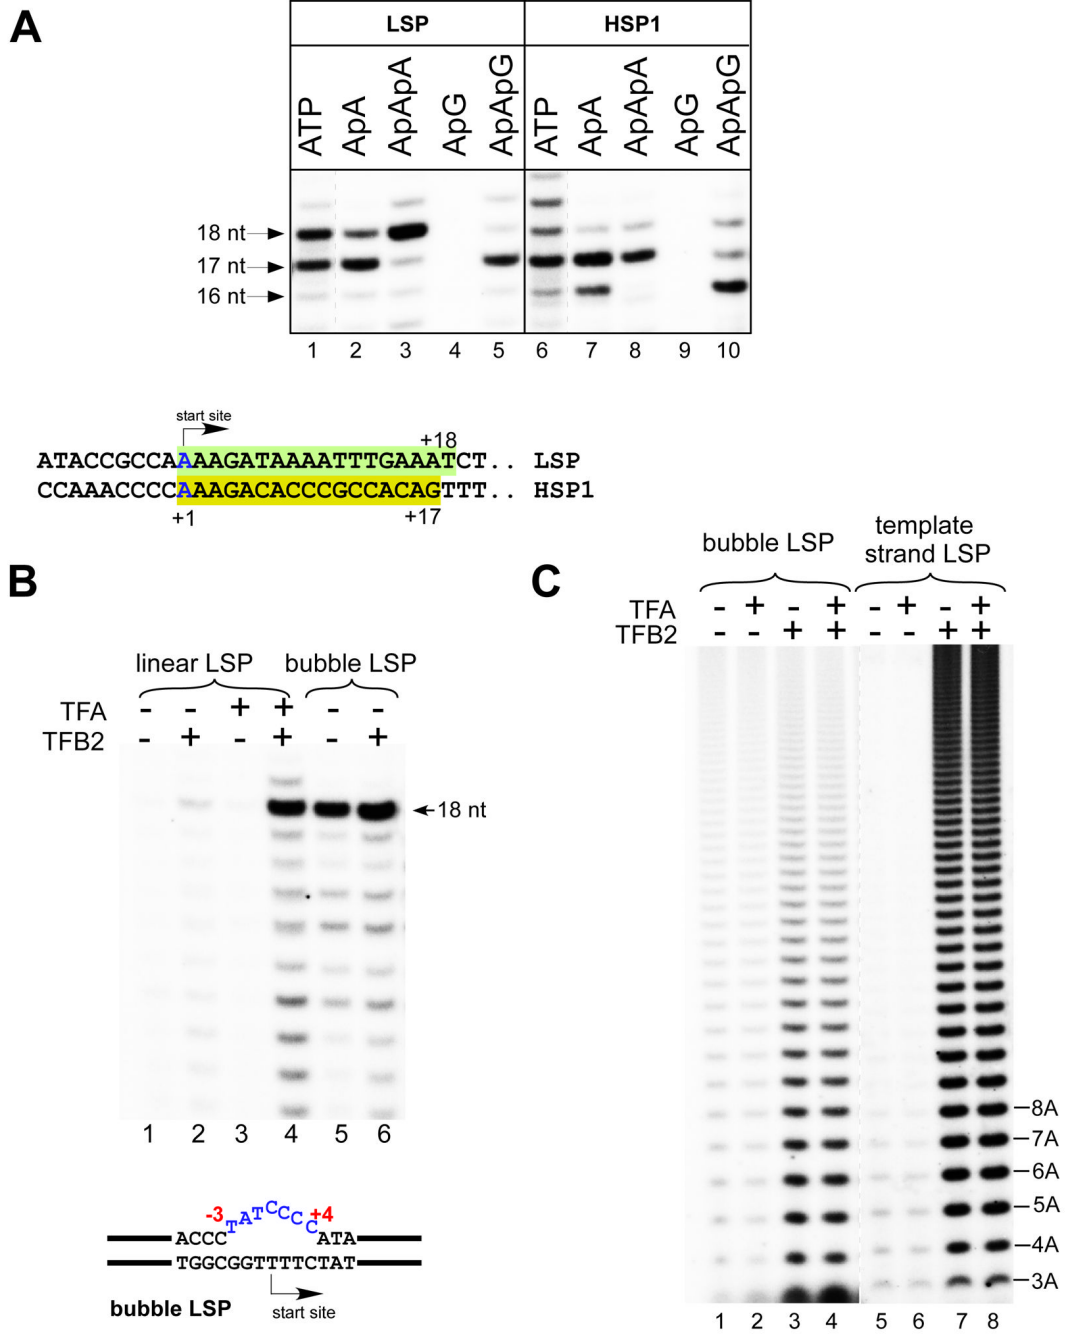 A
LSP HSP1
ATP ApA ApApA ApG ApApG ATP ApA ApApA ApG ApApG
18 nt
17 nt
16 nt
1 2 3 4 5 6 7 8 9 10
start site
+18
ATACCGCCAAAAGATAAAATTTGAAATCT.. LSP
CCAAACCCCAAAGACACCCGCCACAGTTT.. HSP1
+1 +17
B
linear LSP bubble LSP
TFA - - + + - -
TFB2 - + - + - +
18 nt
1 2 3 4 5 6
-3 TATCCCC +4
ACCC ATA
TGGCGGTTTTCTAT
bubble LSP
start site
C
bubble LSP template
strand LSP
TFA - + - + - + - +
TFB2 - - + + - - + +
8A
7A
6A
5A
4A
3A
1 2 3 4 5 6 7 8